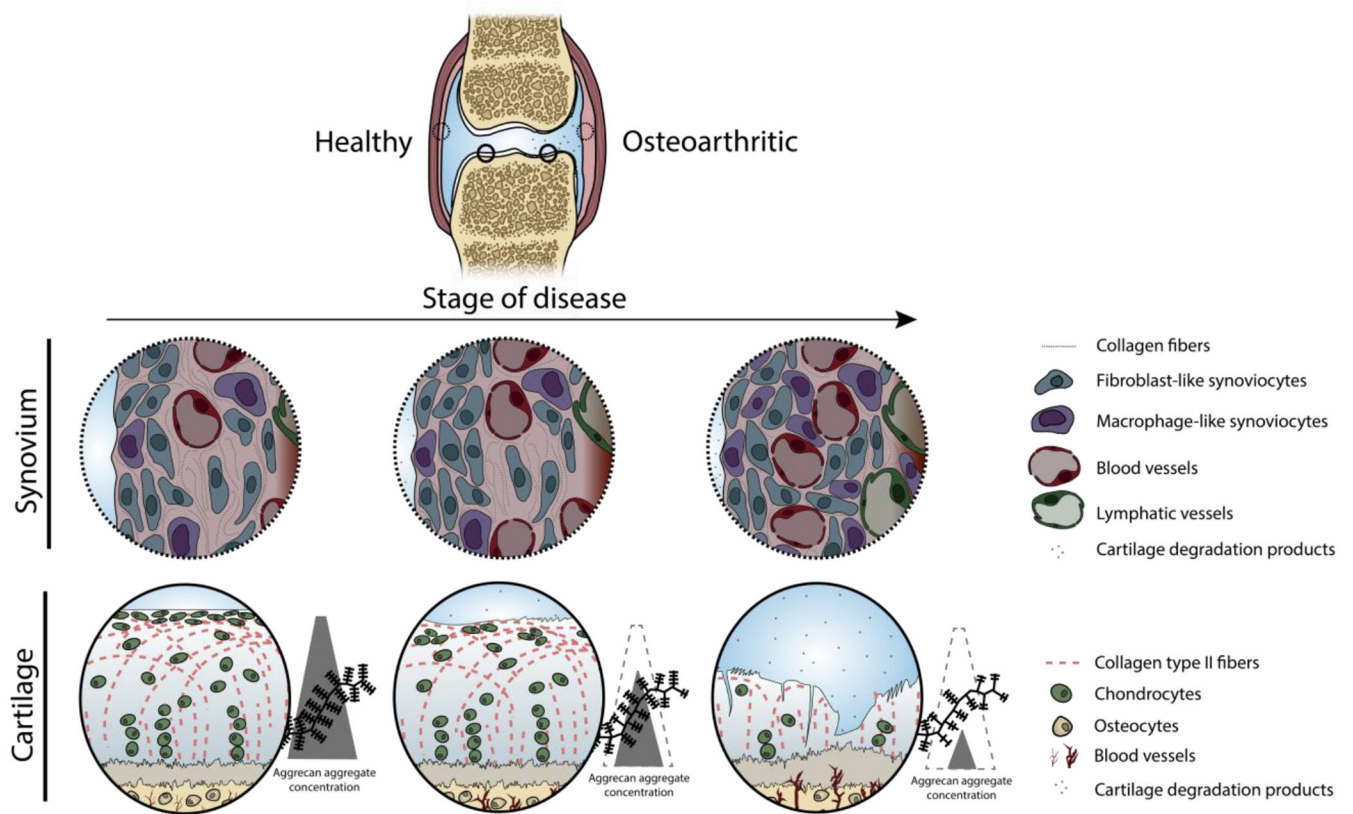 Healthy
Osteoarthritic
Stage of disease
Synovium
Collagen fibers
Fibroblast-like synoviocytes
Macrophage-like synoviocytes
Blood vessels
Lymphatic vessels
Cartilage degradation products
Cartilage
Aggrecan aggregate
concentration
Aggrecan aggregate
concentration
Aggrecan aggregate
concentration
Collagen type II fibers
Chondrocytes
Osteocytes
Blood vessels
Cartilage degradation products